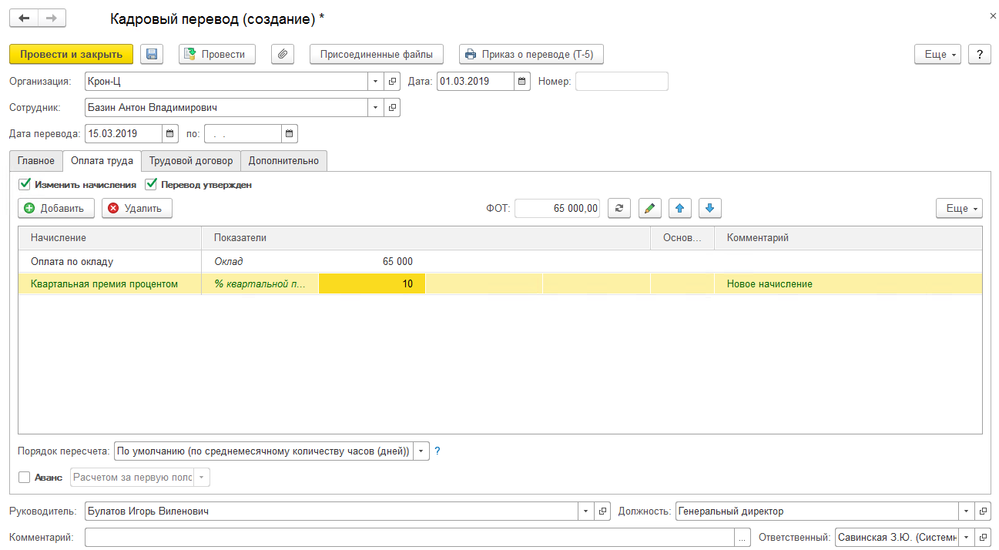 Кадровый перевод (создание) *
Провести и закрыть Провести Присоединенные файлы Приказ о переводе (Т-5) Еще ?
Организация: Крон-Ц Дата: 01.03.2019 Номер:
Сотрудник: Базин Антон Владимирович
Дата перевода: 15.03.2019 по: . .
Главное Оплата труда Трудовой договор Дополнительно
Изменить начисления Перевод утвержден
Добавить Удалить ФОТ: 65 000,00 Еще
Начисление Показатели Основ... Комментарий
Оплата по окладу Оклад 65 000
Квартальная премия процентом % квартальной п... 10 Новое начисление
Порядок пересчета: По умолчанию (по среднемесячному количеству часов (дней)) ?
Аванс Расчетом за первую поло
Руководитель: Булатов Игорь Виленович Должность: Генеральный директор
Комментарий: ... Ответственный: Савинская З.Ю. (Системн